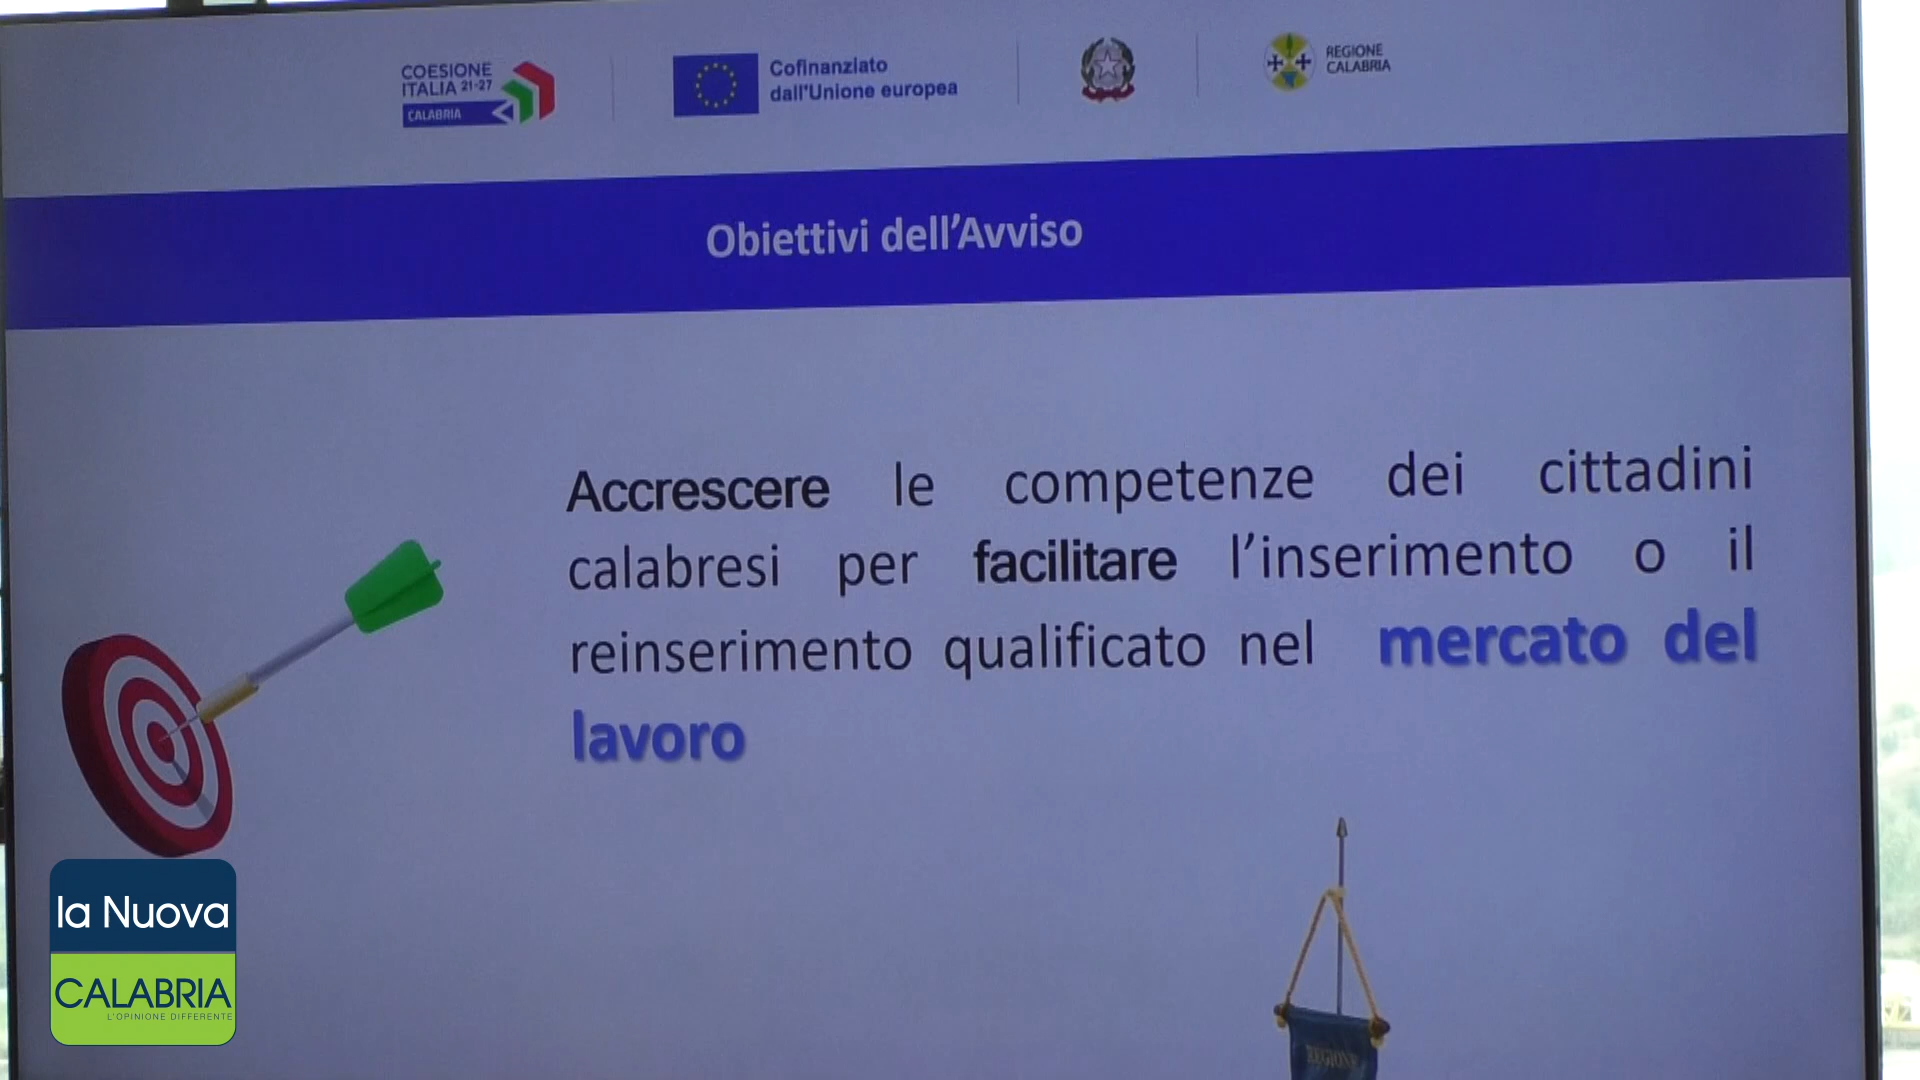 COESIONE
ITALIA 21-27
CALABRIA
Cofinanziato
dall'Unione europea
REGIONE
CALABRIA
Obiettivi dell'Avviso
Accrescere le competenze dei cittadini
calabresi per facilitare l'inserimento o il
reinserimento qualificato nel mercato del
lavoro
la Nuova
CALABRIA
L'OPINIONE DIFFERENTE
REGIONE